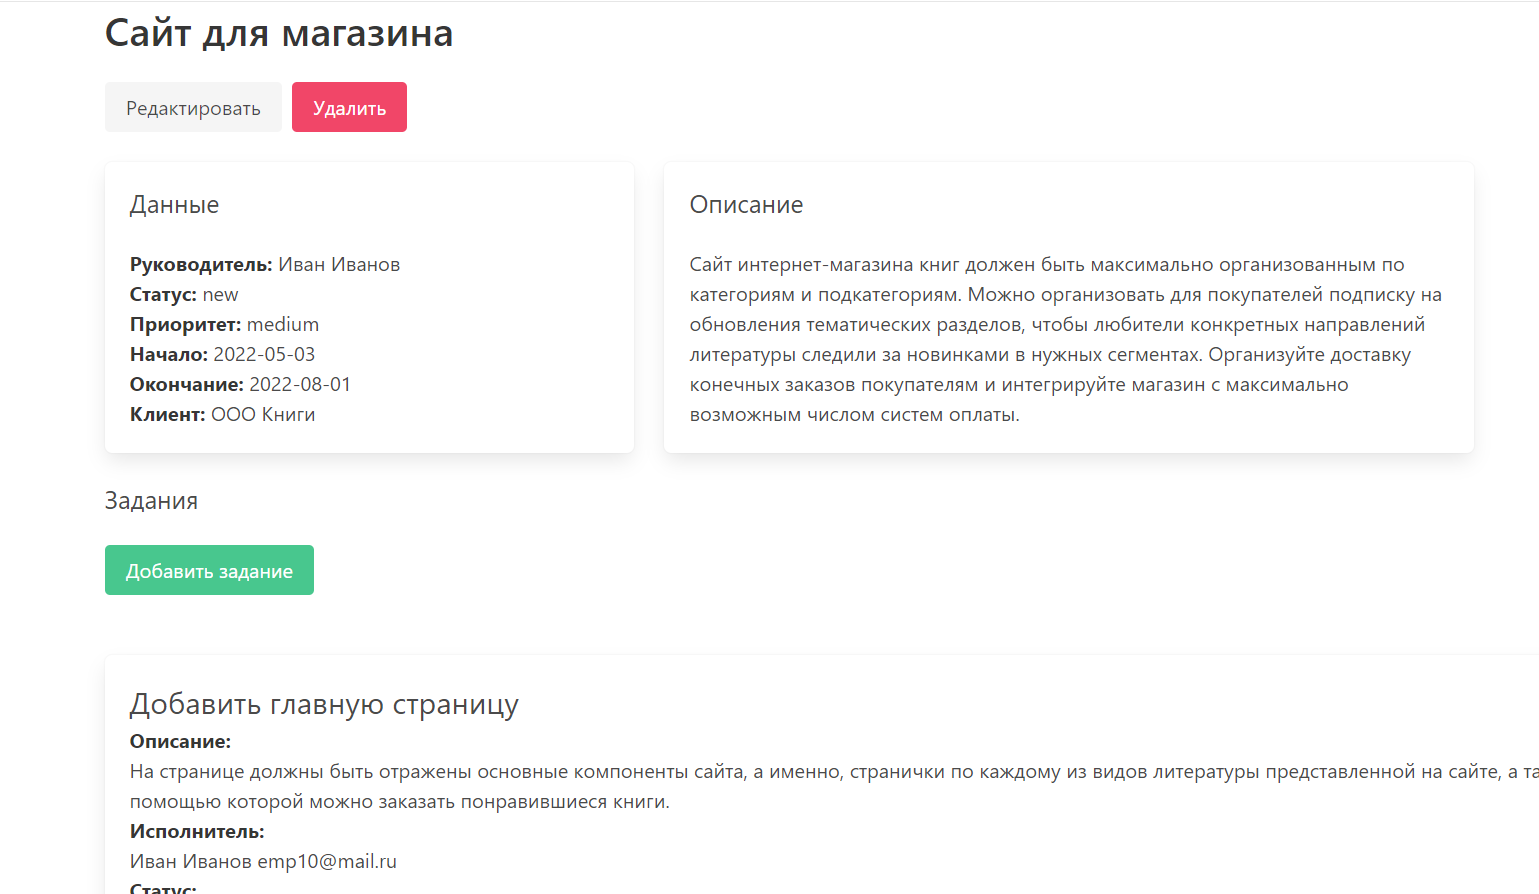 Сайт для магазина
Редактировать
Удалить
Данные
Руководитель: Иван Иванов
Статус: new
Приоритет: medium
Начало: 2022-05-03
Окончание: 2022-08-01
Клиент: ООО Книги
Описание
Сайт интернет-магазина книг должен быть максимально организованным по
категориям и подкатегориям. Можно организовать для покупателей подписку на
обновления тематических разделов, чтобы любители конкретных направлений
литературы следили за новинками в нужных сегментах. Организуйте доставку
конечных заказов покупателям и интегрируйте магазин с максимально
возможным числом систем оплаты.
Задания
Добавить задание
Добавить главную страницу
Описание:
На странице должны быть отражены основные компоненты сайта, а именно, странички по каждому из видов литературы представленной на сайте, а та
помощью которой можно заказать понравившиеся книги.
Исполнитель:
Иван Иванов emp10@mail.ru
Статус: